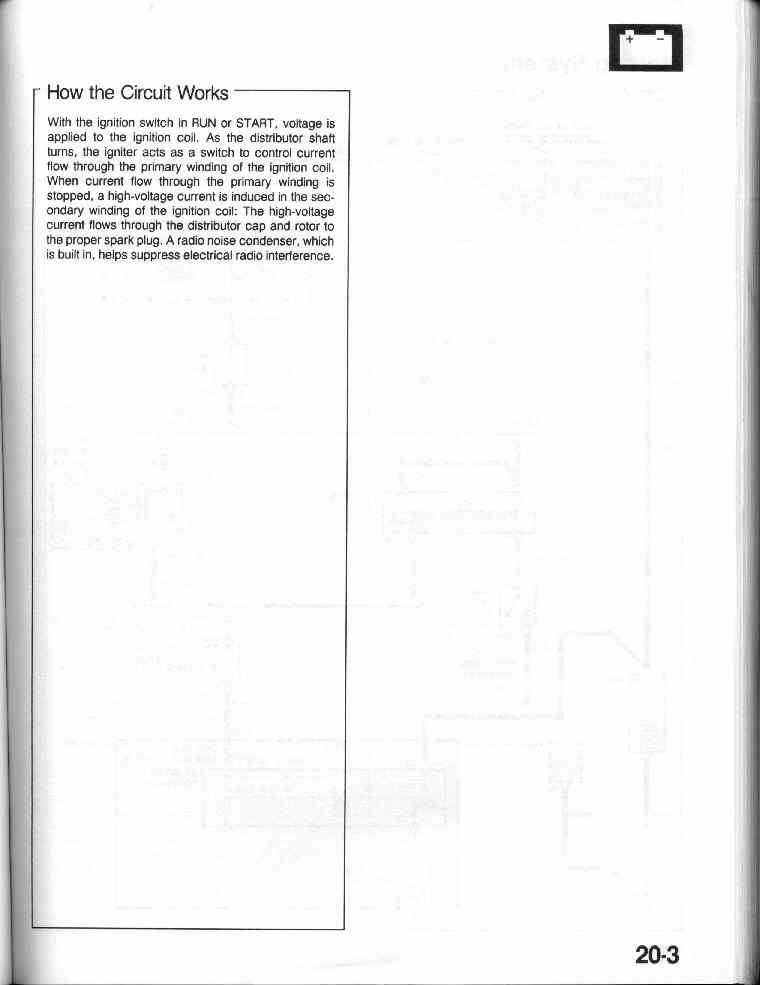 + −
How the Circuit Works
With the ignition switch in RUN or START, voltage is
applied to the ignition coil. As the distributor shaft
turns, the igniter acts as a switch to control current
flow through the primary winding of the ignition coil.
When current flow through the primary winding is
stopped, a high-voltage current is induced in the sec-
ondary winding of the ignition coil: The high-voltage
current flows through the distributor cap and rotor to
the proper spark plug. A radio noise condenser, which
is built in, helps suppress electrical radio interference.
20-3